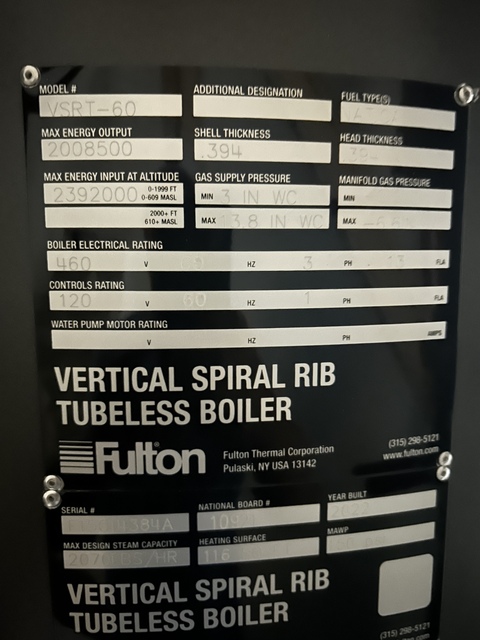 MODEL # ADDITIONAL DESIGNATION FUEL TYPE(S)
VSRT-60
MAX ENERGY OUTPUT SHELL THICKNESS HEAD THICKNESS
2008500 .394
MAX ENERGY INPUT AT ALTITUDE GAS SUPPLY PRESSURE MANIFOLD GAS PRESSURE
2392000 0-1999 FT 0-609 MASL MIN 3 IN WC MIN
2000+ FT 610+ MASL MAX 13.8 IN WC MAX
BOILER ELECTRICAL RATING
460 V HZ 3 PH FLA
CONTROLS RATING
120 V 60 HZ 1 PH FLA
WATER PUMP MOTOR RATING
V HZ PH AMPS
VERTICAL SPIRAL RIB
TUBELESS BOILER
Fulton® Fulton Thermal Corporation (315) 298-5121
Pulaski, NY USA 13142 www.fulton.com
SERIAL # NATIONAL BOARD # YEAR BUILT
MAX DESIGN STEAM CAPACITY HEATING SURFACE MAWP
116
VERTICAL SPIRAL RIB
TUBELESS BOILER
(315) 298-5121